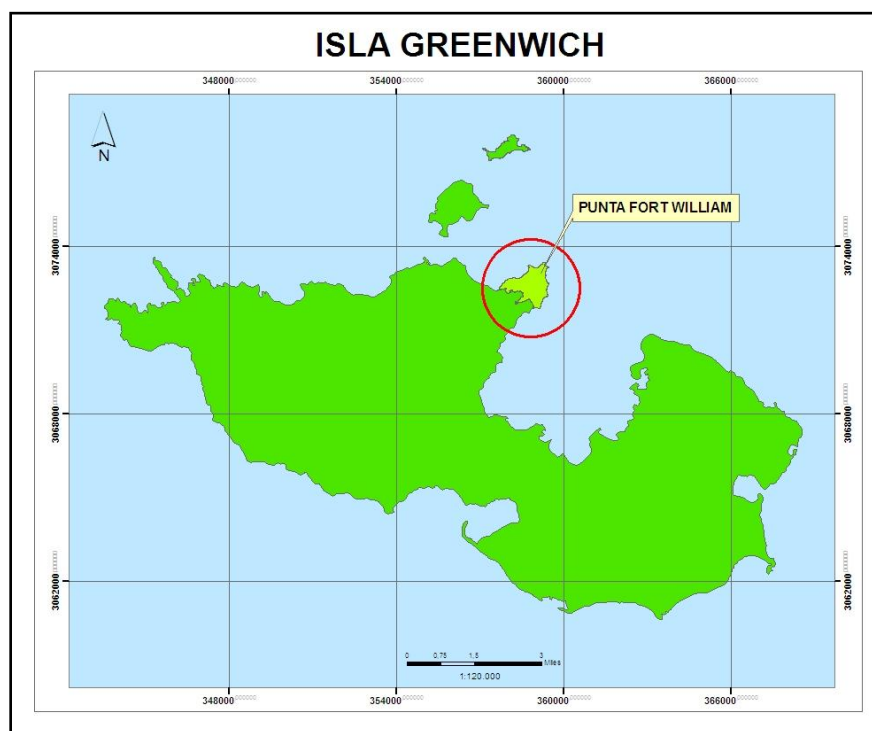 ISLA GREENWICH
348000 354000 360000 366000
N
PUNTA FORT WILLIAM
3074000 3074000
3068000 3068000
3062000 3062000
0 0,75 1,5 3
Miles
1:120.000
348000 354000 360000 366000